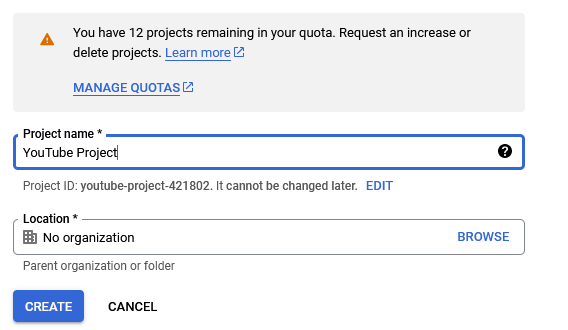 You have 12 projects remaining in your quota. Request an increase or
delete projects. Learn more
MANAGE QUOTAS
Project name *
YouTube Project
Project ID: youtube-project-421802. It cannot be changed later. EDIT
Location *
No organization BROWSE
Parent organization or folder
CREATE CANCEL